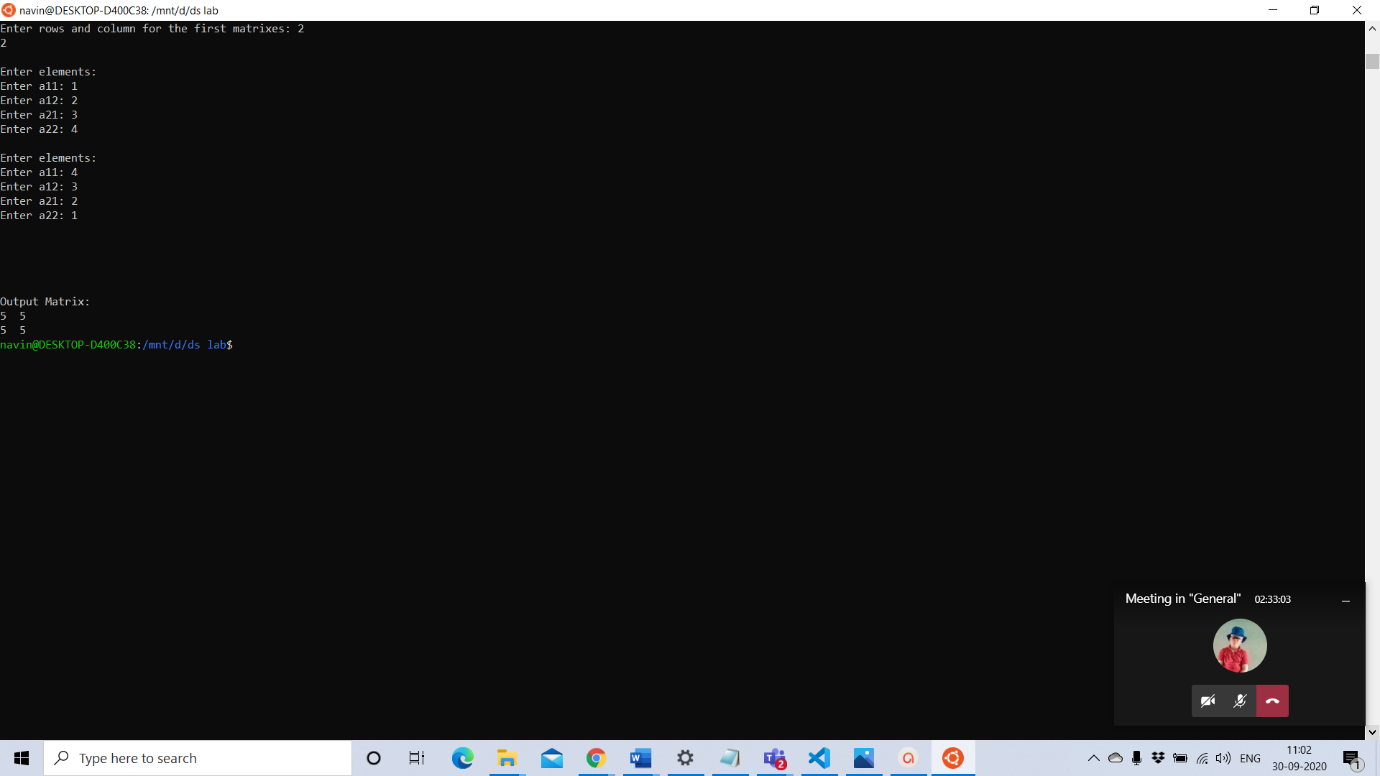 navin@DESKTOP-D400C38: /mnt/d/ds lab
Enter rows and column for the first matrixes: 2
2
Enter elements:
Enter a11: 1
Enter a12: 2
Enter a21: 3
Enter a22: 4
Enter elements:
Enter a11: 4
Enter a12: 3
Enter a21: 2
Enter a22: 1
Output Matrix:
5  5
5  5
navin@DESKTOP-D400C38:/mnt/d/ds lab$
Meeting in "General" 02:33:03
Type here to search
W
2
ENG
11:02
30-09-2020
1